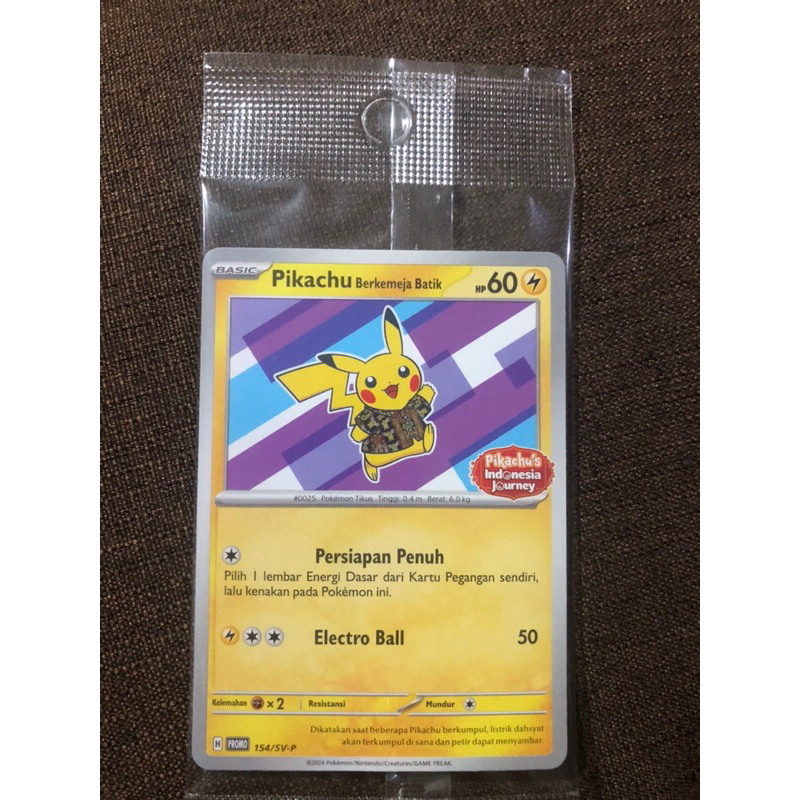 BASIC Pikachu Berkemeja Batik HP 60
Pikachu's
Indonesia
Journey
#0025 Pokémon Tikus Tinggi: 0.4 m Berat: 6.0 kg
Persiapan Penuh
Pilih 1 lembar Energi Dasar dari Kartu Pegangan sendiri,
lalu kenakan pada Pokémon ini.
Electro Ball 50
Kelemahan ×2 Resistansi Mundur
Dikatakan saat beberapa Pikachu berkumpul, listrik dahsyat
akan terkumpul di sana dan petir dapat menyambar.
H PROMO 154/SV-P
©2024 Pokémon/Nintendo/Creatures/GAME FREAK.